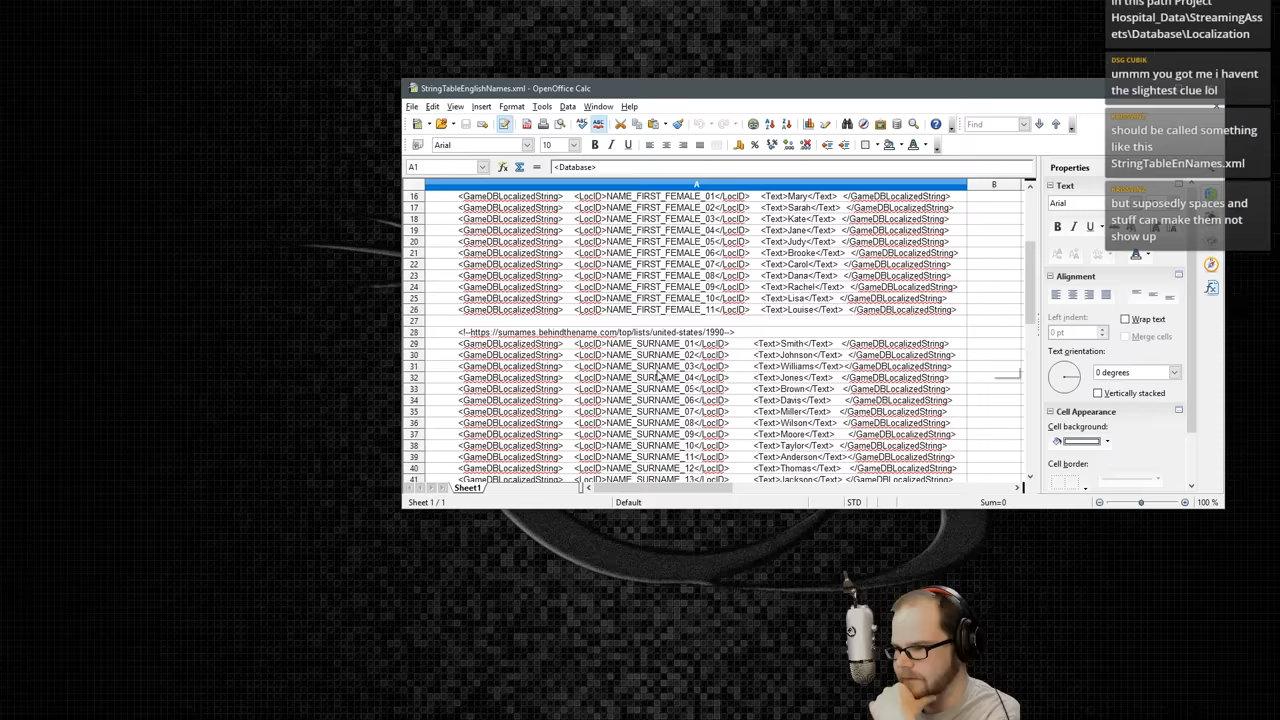 in this path Project
Hospital_Data\StreamingAss
ets\Database\Localization
DSG CUBIK
ummm you got me i havent
the slightest clue lol
should be called something
like this
StringTableEnNames.xml
but suposedly spaces and
stuff can make them not
show up
StringTableEnglishNames.xml - OpenOffice Calc
File Edit View Insert Format Tools Data Window Help
Find
Arial 10
A1 <Database>
Properties
A B
Text
Arial
16 <GameDBLocalizedString> <LocID>NAME_FIRST_FEMALE_01</LocID> <Text>Mary</Text> </GameDBLocalizedString>
17 <GameDBLocalizedString> <LocID>NAME_FIRST_FEMALE_02</LocID> <Text>Sarah</Text> </GameDBLocalizedString>
18 <GameDBLocalizedString> <LocID>NAME_FIRST_FEMALE_03</LocID> <Text>Kate</Text> </GameDBLocalizedString>
19 <GameDBLocalizedString> <LocID>NAME_FIRST_FEMALE_04</LocID> <Text>Jane</Text> </GameDBLocalizedString>
20 <GameDBLocalizedString> <LocID>NAME_FIRST_FEMALE_05</LocID> <Text>Judy</Text> </GameDBLocalizedString>
21 <GameDBLocalizedString> <LocID>NAME_FIRST_FEMALE_06</LocID> <Text>Brooke</Text> </GameDBLocalizedString>
22 <GameDBLocalizedString> <LocID>NAME_FIRST_FEMALE_07</LocID> <Text>Carol</Text> </GameDBLocalizedString>
23 <GameDBLocalizedString> <LocID>NAME_FIRST_FEMALE_08</LocID> <Text>Dana</Text> </GameDBLocalizedString>
24 <GameDBLocalizedString> <LocID>NAME_FIRST_FEMALE_09</LocID> <Text>Rachel</Text> </GameDBLocalizedString>
25 <GameDBLocalizedString> <LocID>NAME_FIRST_FEMALE_10</LocID> <Text>Lisa</Text> </GameDBLocalizedString>
26 <GameDBLocalizedString> <LocID>NAME_FIRST_FEMALE_11</LocID> <Text>Louise</Text> </GameDBLocalizedString>
27
28 <!--https://surnames.behindthename.com/top/lists/united-states/1990-->
29 <GameDBLocalizedString> <LocID>NAME_SURNAME_01</LocID> <Text>Smith</Text> </GameDBLocalizedString>
30 <GameDBLocalizedString> <LocID>NAME_SURNAME_02</LocID> <Text>Johnson</Text> </GameDBLocalizedString>
31 <GameDBLocalizedString> <LocID>NAME_SURNAME_03</LocID> <Text>Williams</Text> </GameDBLocalizedString>
32 <GameDBLocalizedString> <LocID>NAME_SURNAME_04</LocID> <Text>Jones</Text> </GameDBLocalizedString>
33 <GameDBLocalizedString> <LocID>NAME_SURNAME_05</LocID> <Text>Brown</Text> </GameDBLocalizedString>
34 <GameDBLocalizedString> <LocID>NAME_SURNAME_06</LocID> <Text>Davis</Text> </GameDBLocalizedString>
35 <GameDBLocalizedString> <LocID>NAME_SURNAME_07</LocID> <Text>Miller</Text> </GameDBLocalizedString>
36 <GameDBLocalizedString> <LocID>NAME_SURNAME_08</LocID> <Text>Wilson</Text> </GameDBLocalizedString>
37 <GameDBLocalizedString> <LocID>NAME_SURNAME_09</LocID> <Text>Moore</Text> </GameDBLocalizedString>
38 <GameDBLocalizedString> <LocID>NAME_SURNAME_10</LocID> <Text>Taylor</Text> </GameDBLocalizedString>
39 <GameDBLocalizedString> <LocID>NAME_SURNAME_11</LocID> <Text>Anderson</Text> </GameDBLocalizedString>
40 <GameDBLocalizedString> <LocID>NAME_SURNAME_12</LocID> <Text>Thomas</Text> </GameDBLocalizedString>
41 <GameDBLocalizedString> <LocID>NAME_SURNAME_13</LocID> <Text>Jackson</Text> </GameDBLocalizedString>
Alignment
Left indent:
0 pt
Wrap text
Merge cells
Text orientation:
0 degrees
Vertically stacked
Cell Appearance
Cell background:
Cell border:
Sheet1
Sheet 1 / 1 Default STD Sum=0 100 %